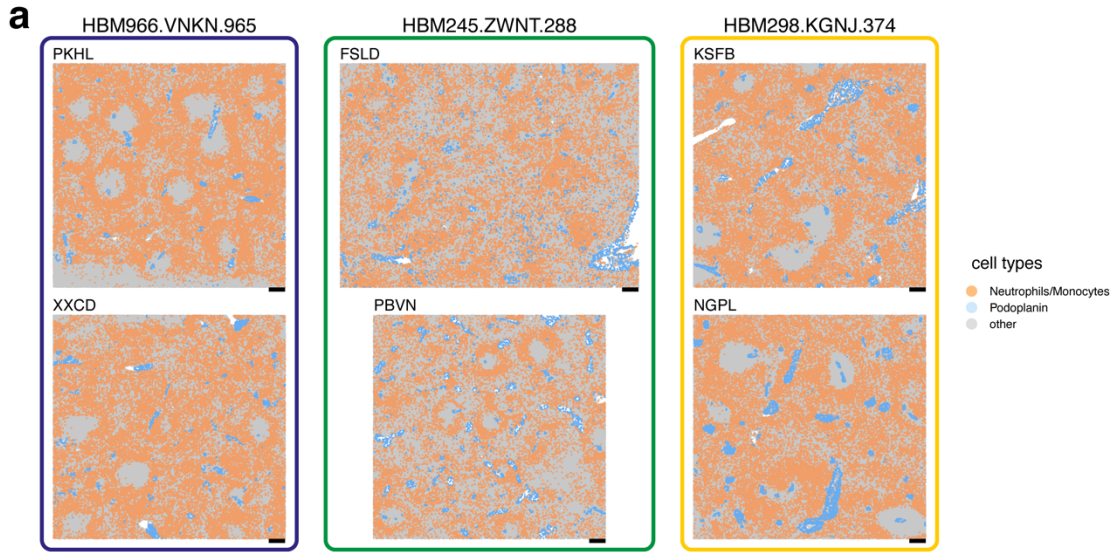 a
HBM966.VNKN.965
HBM245.ZWNT.288
HBM298.KGNJ.374
PKHL
FSLD
KSFB
XXCD
PBVN
NGPL
cell types
Neutrophils/Monocytes
Podoplanin
other